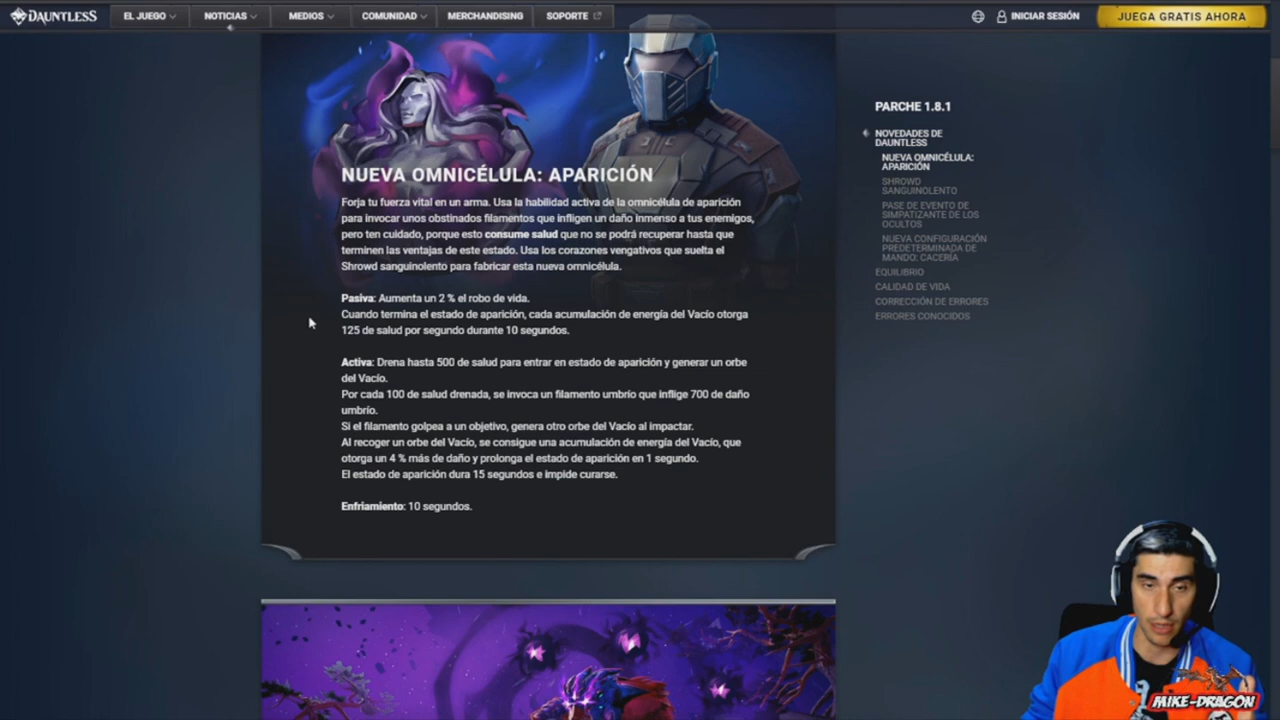 DAUNTLESS
EL JUEGO
NOTICIAS
MEDIOS
COMUNIDAD
MERCHANDISING
SOPORTE
INICIAR SESIÓN
JUEGA GRATIS AHORA
NUEVA OMNICÉLULA: APARICIÓN
Forja tu fuerza vital en un arma. Usa la habilidad activa de la omnicélula de aparición
para invocar unos obstinados filamentos que infligen un daño inmenso a tus enemigos,
pero ten cuidado, porque esto consume salud que no se podrá recuperar hasta que
terminen las ventajas de este estado. Usa los corazones vengativos que suelta el
Shrowd sanguinolento para fabricar esta nueva omnicélula.
Pasiva: Aumenta un 2 % el robo de vida.
Cuando termina el estado de aparición, cada acumulación de energía del Vacío otorga
125 de salud por segundo durante 10 segundos.
Activa: Drena hasta 500 de salud para entrar en estado de aparición y generar un orbe
del Vacío.
Por cada 100 de salud drenada, se invoca un filamento umbrío que inflige 700 de daño
umbrío.
Si el filamento golpea a un objetivo, genera otro orbe del Vacío al impactar.
Al recoger un orbe del Vacío, se consigue una acumulación de energía del Vacío, que
otorga un 4 % más de daño y prolonga el estado de aparición en 1 segundo.
El estado de aparición dura 15 segundos e impide curarse.
Enfriamiento: 10 segundos.
PARCHE 1.8.1
NOVEDADES DE
DAUNTLESS
NUEVA OMNICÉLULA:
APARICIÓN
SHROWD
SANGUINOLENTO
PASE DE EVENTO DE
SIMPATIZANTE DE LOS
OCULTOS
NUEVA CONFIGURACIÓN
PREDETERMINADA DE
MANDO: CACERÍA
EQUILIBRIO
CALIDAD DE VIDA
CORRECCIÓN DE ERRORES
ERRORES CONOCIDOS
MIKE-DRAGON